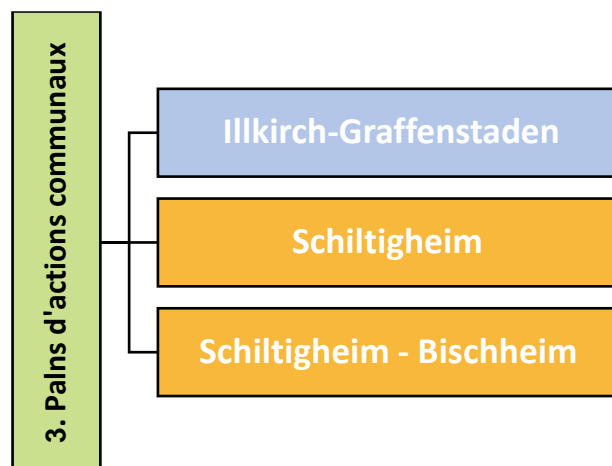 3. Palns d'actions communaux
Illkirch-Graffenstaden
Schiltigheim
Schiltigheim - Bischheim